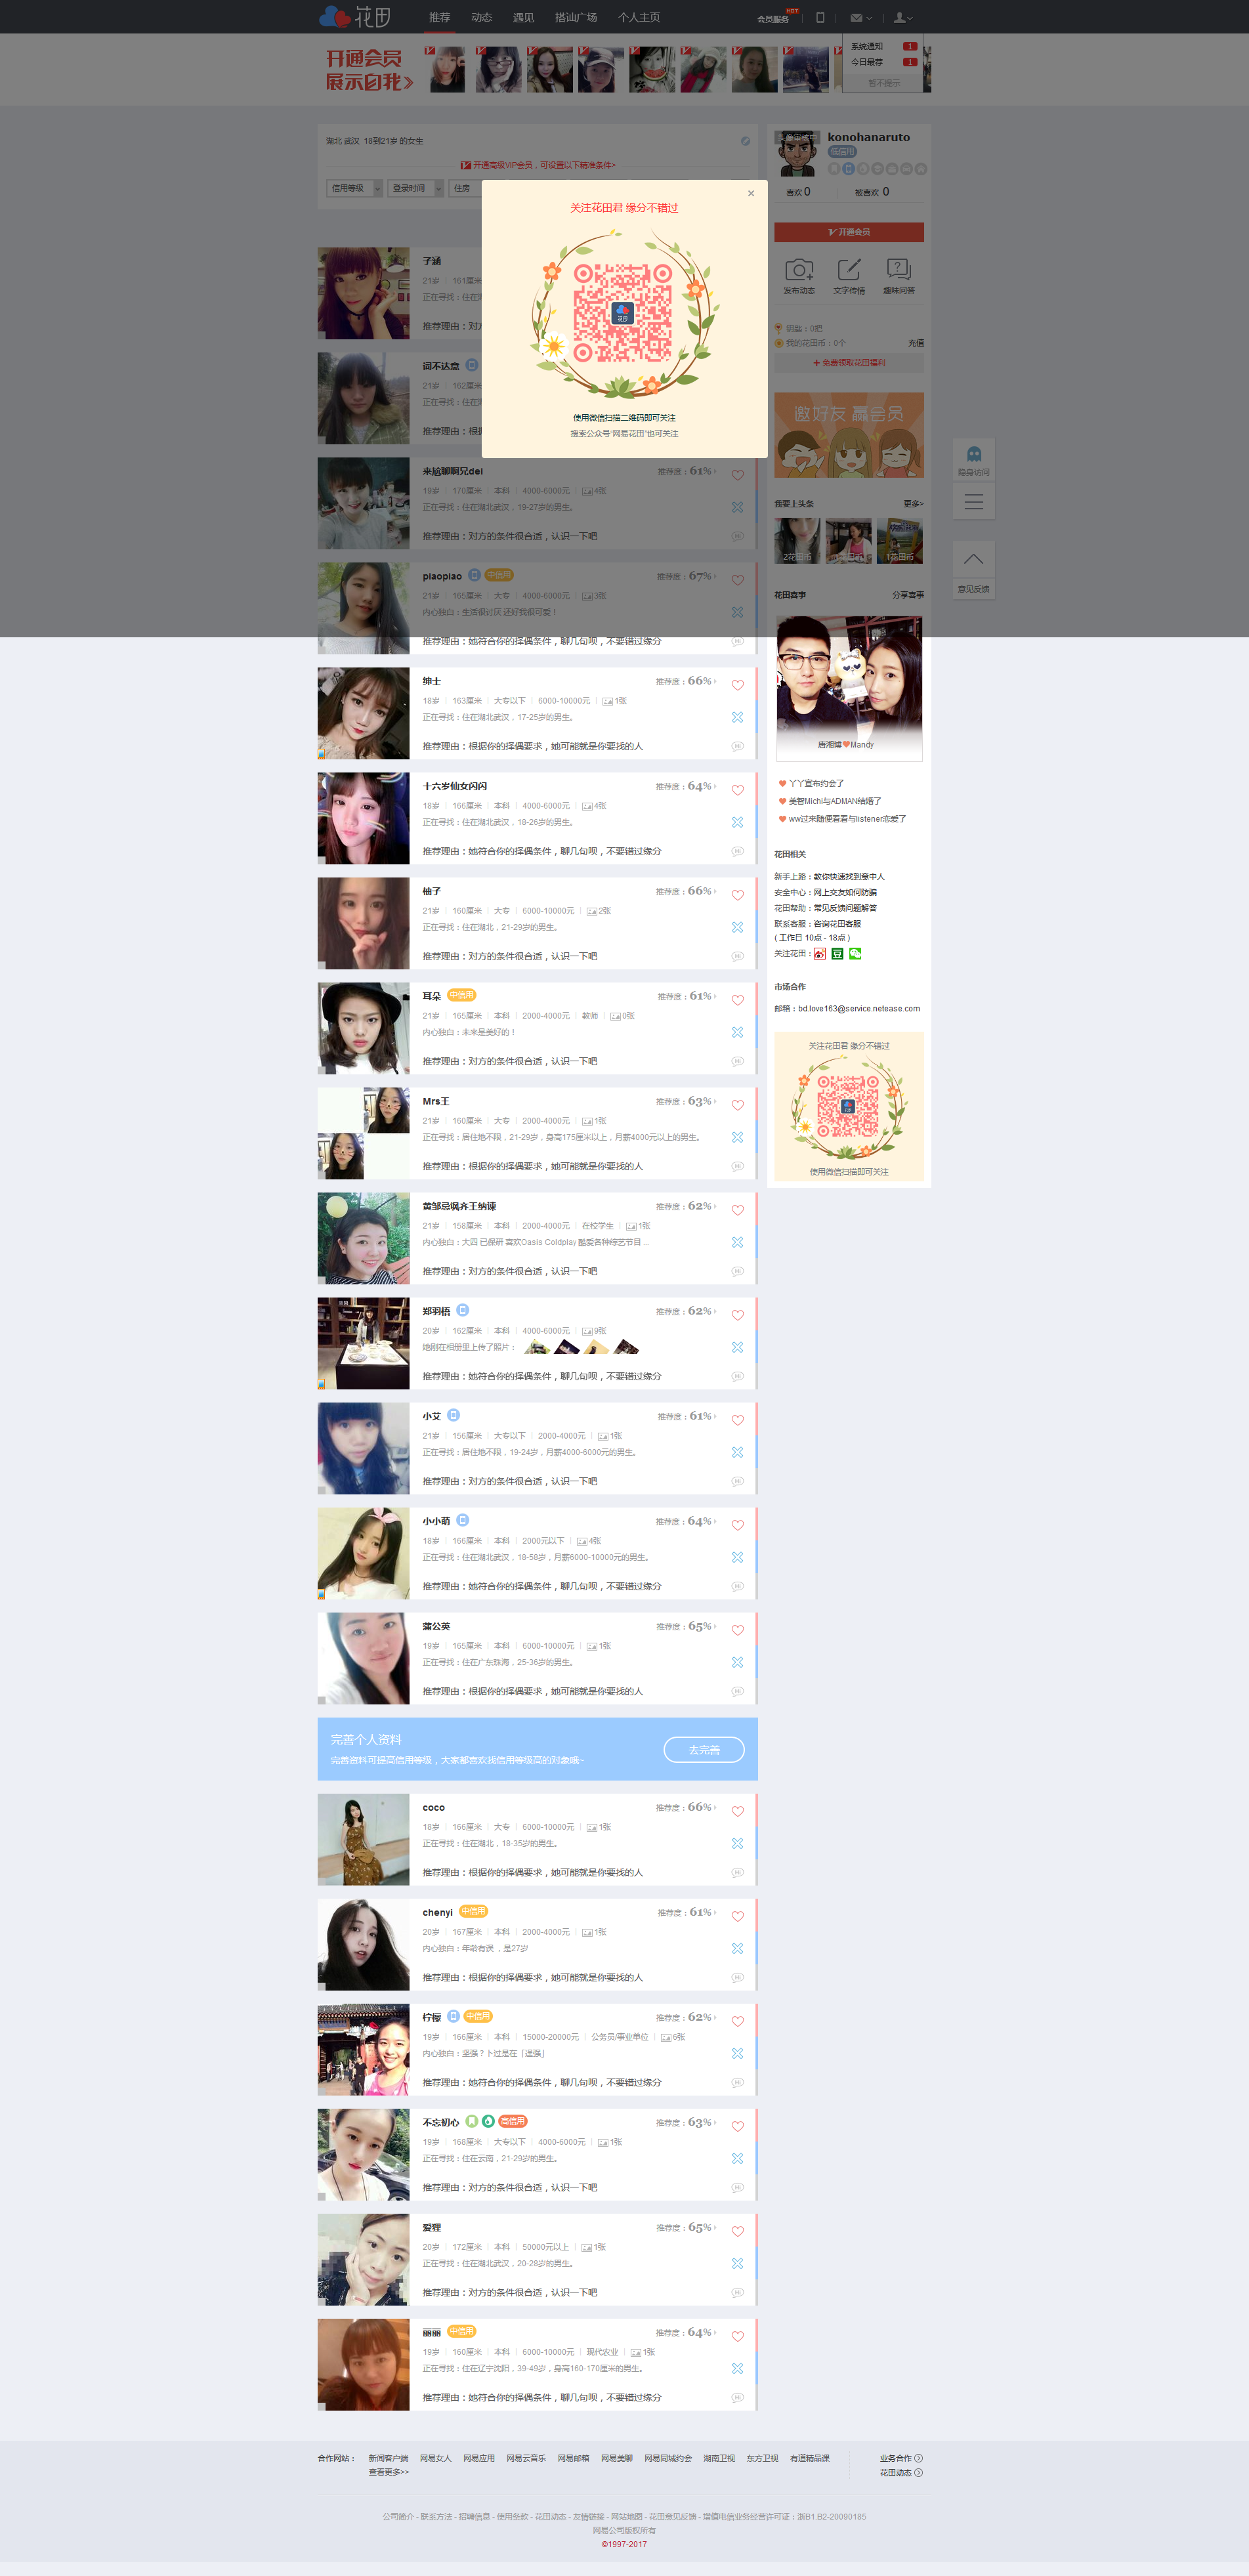 花田
推荐 动态 遇见 搭讪广场 个人主页
会员服务 HOT
系统通知 1
今日最荐 1
暂不提示
开通会员
展示自我
湖北 武汉 18到21岁 的女生
开通高级VIP会员，可设置以下精准条件>
信用等级 登录时间 住房
关注花田君 缘分不错过
使用微信扫描二维码即可关注
搜索公众号"网易花田"也可关注
子涵
21岁 161厘米
推荐理由：对方
词不达意
21岁 162厘米
来尬聊啊兄dei
推荐度：61%
19岁 170厘米 本科 4000-6000元 4张
正在寻找：住在湖北武汉，19-27岁的男生。
推荐理由：对方的条件很合适，认识一下吧
piaopiao 中信用
推荐度：67%
21岁 165厘米 大专 4000-6000元 3张
内心独白：生活很讨厌 还好我很可爱！
推荐理由：她符合你的择偶条件，聊几句呗，不要错过缘分
绅士
推荐度：66%
18岁 163厘米 大专以下 6000-10000元 1张
正在寻找：住在湖北武汉，17-25岁的男生。
推荐理由：根据你的择偶要求，她可能就是你要找的人
十六岁仙女闪闪
推荐度：64%
18岁 166厘米 本科 4000-6000元 4张
正在寻找：住在湖北武汉，18-26岁的男生。
推荐理由：她符合你的择偶条件，聊几句呗，不要错过缘分
柚子
推荐度：66%
21岁 160厘米 大专 6000-10000元 2张
正在寻找：住在湖北，21-29岁的男生。
推荐理由：对方的条件很合适，认识一下吧
耳朵 中信用
推荐度：61%
21岁 165厘米 本科 2000-4000元 教师 0张
内心独白：未来是美好的！
推荐理由：对方的条件很合适，认识一下吧
Mrs王
推荐度：63%
21岁 160厘米 大专 2000-4000元 1张
正在寻找：居住地不限，21-29岁，身高175厘米以上，月薪4000元以上的男生。
推荐理由：根据你的择偶要求，她可能就是你要找的人
黄邹忌讽齐王纳谏
推荐度：62%
21岁 158厘米 本科 2000-4000元 在校学生 1张
内心独白：大四 已保研 喜欢Oasis Coldplay 酷爱各种综艺节目 ...
推荐理由：对方的条件很合适，认识一下吧
郑羽梧
推荐度：62%
20岁 162厘米 本科 4000-6000元 9张
她刚在相册里上传了照片：
推荐理由：她符合你的择偶条件，聊几句呗，不要错过缘分
小艾
推荐度：61%
21岁 156厘米 大专以下 2000-4000元 1张
正在寻找：居住地不限，19-24岁，月薪4000-6000元的男生。
推荐理由：对方的条件很合适，认识一下吧
小小萌
推荐度：64%
18岁 166厘米 本科 2000元以下 4张
正在寻找：住在湖北武汉，18-58岁，月薪6000-10000元的男生。
推荐理由：她符合你的择偶条件，聊几句呗，不要错过缘分
蒲公英
推荐度：65%
19岁 165厘米 本科 6000-10000元 1张
正在寻找：住在广东珠海，25-36岁的男生。
推荐理由：根据你的择偶要求，她可能就是你要找的人
完善个人资料
完善资料可提高信用等级，大家都喜欢找信用等级高的对象哦~
去完善
coco
推荐度：66%
18岁 166厘米 大专 6000-10000元 1张
正在寻找：住在湖北，18-35岁的男生。
推荐理由：根据你的择偶要求，她可能就是你要找的人
chenyi 中信用
推荐度：61%
20岁 167厘米 本科 2000-4000元 1张
内心独白：年龄有误 ，是27岁
推荐理由：根据你的择偶要求，她可能就是你要找的人
柠檬 中信用
推荐度：62%
19岁 166厘米 本科 15000-20000元 公务员/事业单位 6张
内心独白：坚强？卜过是在「逞强」
推荐理由：她符合你的择偶条件，聊几句呗，不要错过缘分
不忘初心 高信用
推荐度：63%
19岁 168厘米 大专以下 4000-6000元 1张
正在寻找：住在云南，21-29岁的男生。
推荐理由：对方的条件很合适，认识一下吧
爱狸
推荐度：65%
20岁 172厘米 本科 50000元以上 1张
正在寻找：住在湖北武汉，20-28岁的男生。
推荐理由：对方的条件很合适，认识一下吧
丽丽 中信用
推荐度：64%
19岁 160厘米 本科 6000-10000元 现代农业 1张
正在寻找：住在辽宁沈阳，39-49岁，身高160-170厘米的男生。
推荐理由：她符合你的择偶条件，聊几句呗，不要错过缘分
头像审核中
konohanaruto
低信用
喜欢 0 被喜欢 0
开通会员
发布动态 文字传情 趣味问答
钥匙：0把
我的花田币：0个 充值
+ 免费领取花田福利
邀好友 赢会员
我要上头条 更多>
2花田币 1花田币
花田喜事 分享喜事
唐湘博 Mandy
丫丫宣布约会了
美智Michi与ADMAN结婚了
ww过来随便看看与listener恋爱了
花田相关
新手上路：教你快速找到意中人
安全中心：网上交友如何防骗
花田帮助：常见反馈问题解答
联系客服：咨询花田客服
( 工作日 10点 - 18点 )
关注花田：
市场合作
邮箱：bd.love163@service.netease.com
关注花田君 缘分不错过
使用微信扫描即可关注
隐身访问
意见反馈
合作网站： 新闻客户端 网易女人 网易应用 网易云音乐 网易邮箱 网易美聊 网易同城约会 湖南卫视 东方卫视 有道精品课
查看更多>>
业务合作
花田动态
公司简介 - 联系方法 - 招聘信息 - 使用条款 - 花田动态 - 友情链接 - 网站地图 - 花田意见反馈 - 增值电信业务经营许可证：浙B1.B2-20090185
网易公司版权所有
©1997-2017